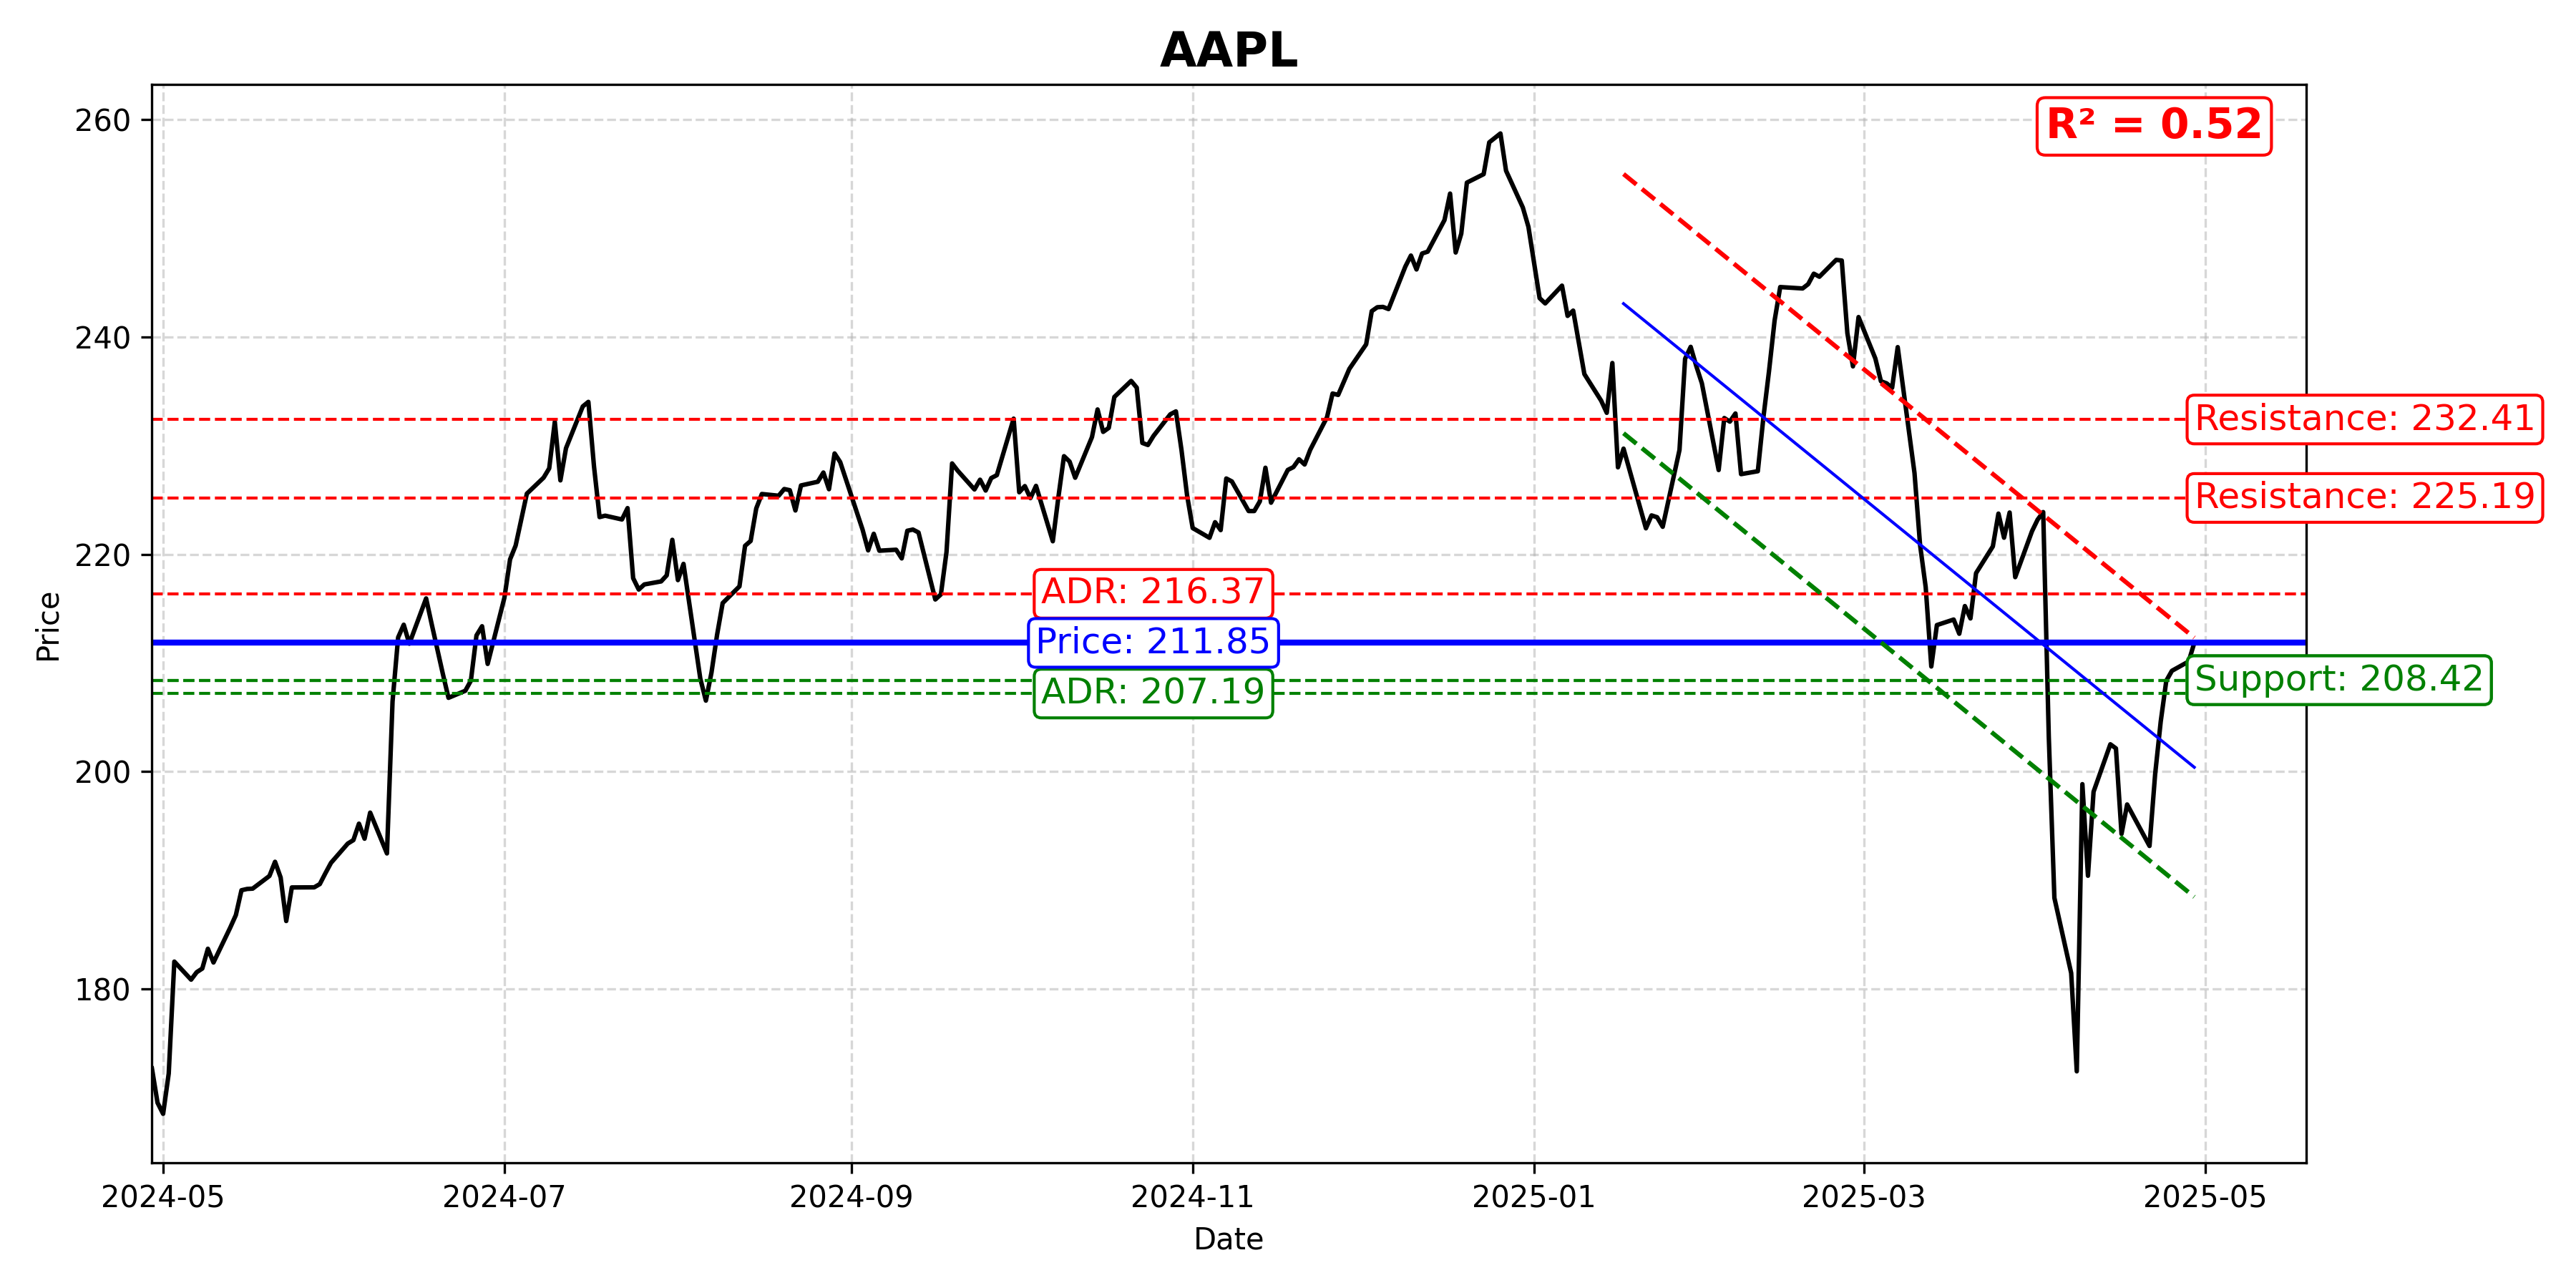 AAPL
R² = 0.52
260
240
Resistance: 232.41
Resistance: 225.19
220
ADR: 216.37
Price: 211.85
Support: 208.42
ADR: 207.19
200
180
Price
2024-05 2024-07 2024-09 2024-11 2025-01 2025-03 2025-05
Date